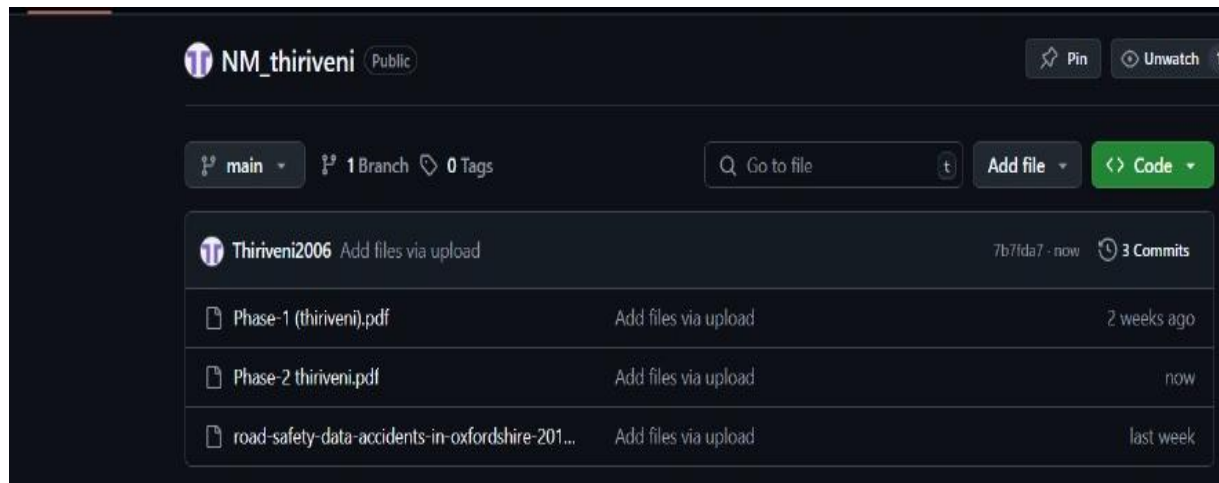 NM_thiriveni Public
Pin Unwatch
main 1 Branch 0 Tags Go to file t Add file <> Code
Thiriveni2006 Add files via upload 7b7fda7 · now 3 Commits
Phase-1 (thiriveni).pdf Add files via upload 2 weeks ago
Phase-2 thiriveni.pdf Add files via upload now
road-safety-data-accidents-in-oxfordshire-201... Add files via upload last week